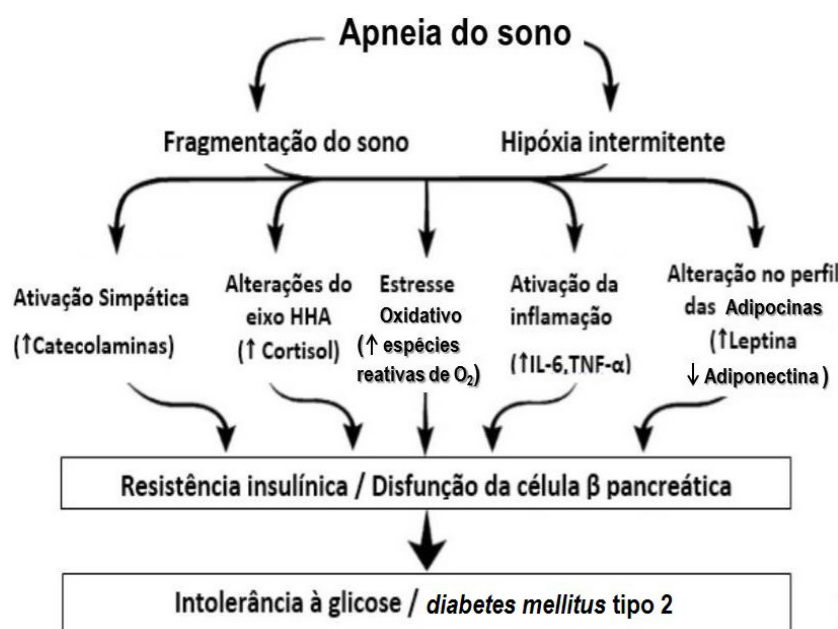 Apneia do sono
Fragmentação do sono
Hipóxia intermitente
Ativação Simpática
(↑Catecolaminas)
Alterações do
eixo HHA
(↑ Cortisol)
Estresse
Oxidativo
(↑ espécies
reativas de O₂)
Ativação da
inflamação
(↑IL-6,TNF-α)
Alteração no perfil
das Adipocinas
(↑Leptina
↓ Adiponectina)
Resistência insulínica / Disfunção da célula β pancreática
Intolerância à glicose / diabetes mellitus tipo 2